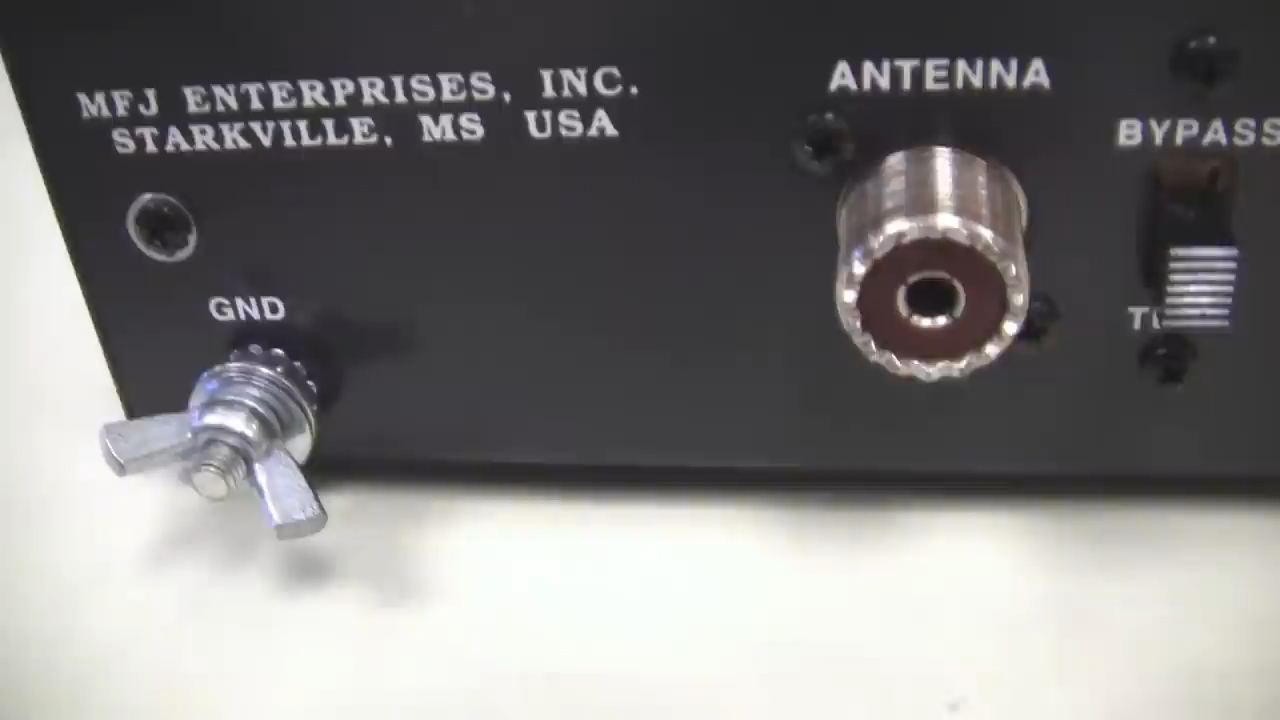 MFJ ENTERPRISES, INC.
STARKVILLE, MS USA
ANTENNA
BYPASS
GND